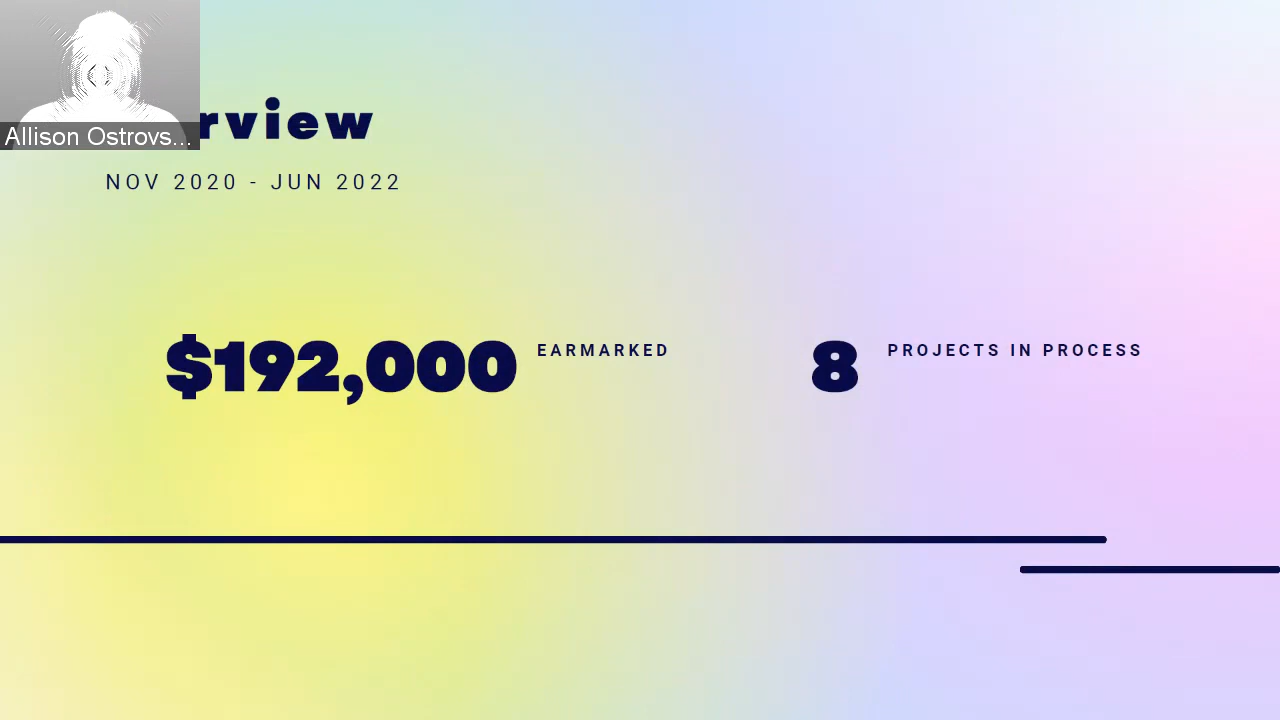 Allison Ostrovs...
rview
NOV 2020 - JUN 2022
$192,000 EARMARKED
8 PROJECTS IN PROCESS